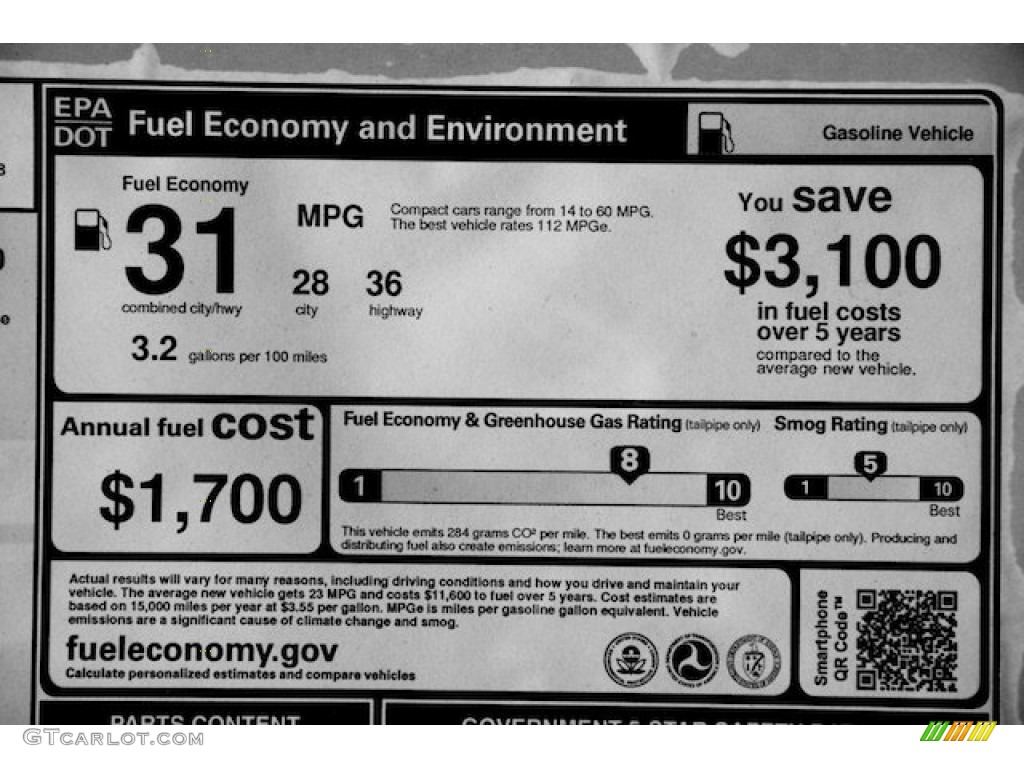 EPA
DOT
Fuel Economy and Environment
Gasoline Vehicle
Fuel Economy
31
MPG
Compact cars range from 14 to 60 MPG.
The best vehicle rates 112 MPGe.
28
city
36
highway
combined city/hwy
3.2 gallons per 100 miles
You save
$3,100
in fuel costs
over 5 years
compared to the
average new vehicle.
Annual fuel cost
$1,700
Fuel Economy & Greenhouse Gas Rating (tailpipe only)
8
1
10
Best
Smog Rating (tailpipe only)
5
1
10
Best
This vehicle emits 284 grams CO² per mile. The best emits 0 grams per mile (tailpipe only). Producing and
distributing fuel also create emissions; learn more at fueleconomy.gov.
Actual results will vary for many reasons, including driving conditions and how you drive and maintain your
vehicle. The average new vehicle gets 23 MPG and costs $11,600 to fuel over 5 years. Cost estimates are
based on 15,000 miles per year at $3.55 per gallon. MPGe is miles per gasoline gallon equivalent. Vehicle
emissions are a significant cause of climate change and smog.
fueleconomy.gov
Calculate personalized estimates and compare vehicles
Smartphone
QR Code™
PARTS CONTENT
GTCARLOT.COM